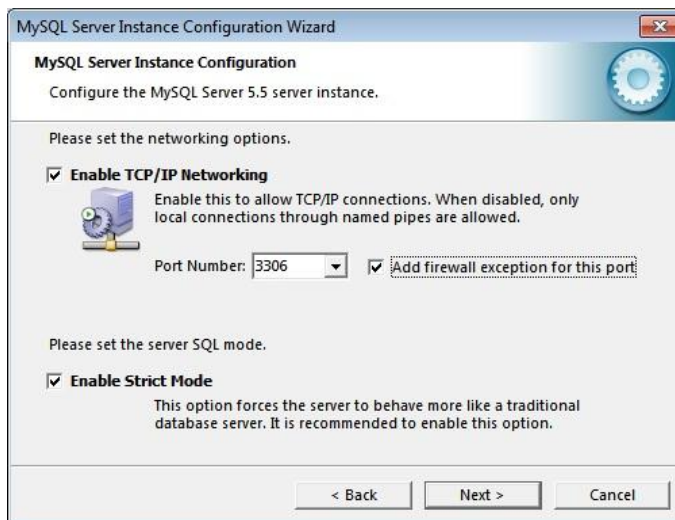 MySQL Server Instance Configuration Wizard
MySQL Server Instance Configuration
Configure the MySQL Server 5.5 server instance.
Please set the networking options.
Enable TCP/IP Networking
Enable this to allow TCP/IP connections. When disabled, only
local connections through named pipes are allowed.
Port Number: 3306 Add firewall exception for this port
Please set the server SQL mode.
Enable Strict Mode
This option forces the server to behave more like a traditional
database server. It is recommended to enable this option.
< Back Next > Cancel